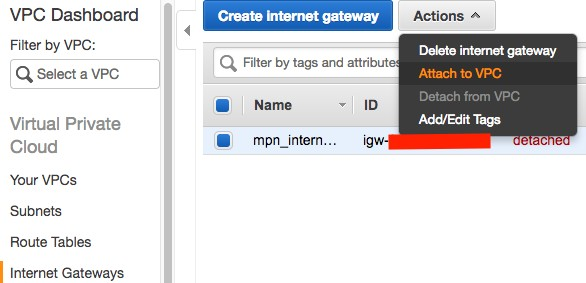 VPC Dashboard
Filter by VPC:
Select a VPC
Virtual Private
Cloud
Your VPCs
Subnets
Route Tables
Internet Gateways
Create internet gateway
Actions
Delete internet gateway
Attach to VPC
Detach from VPC
Add/Edit Tags
Filter by tags and attributes
Name
ID
mpn_intern…
igw-
detached